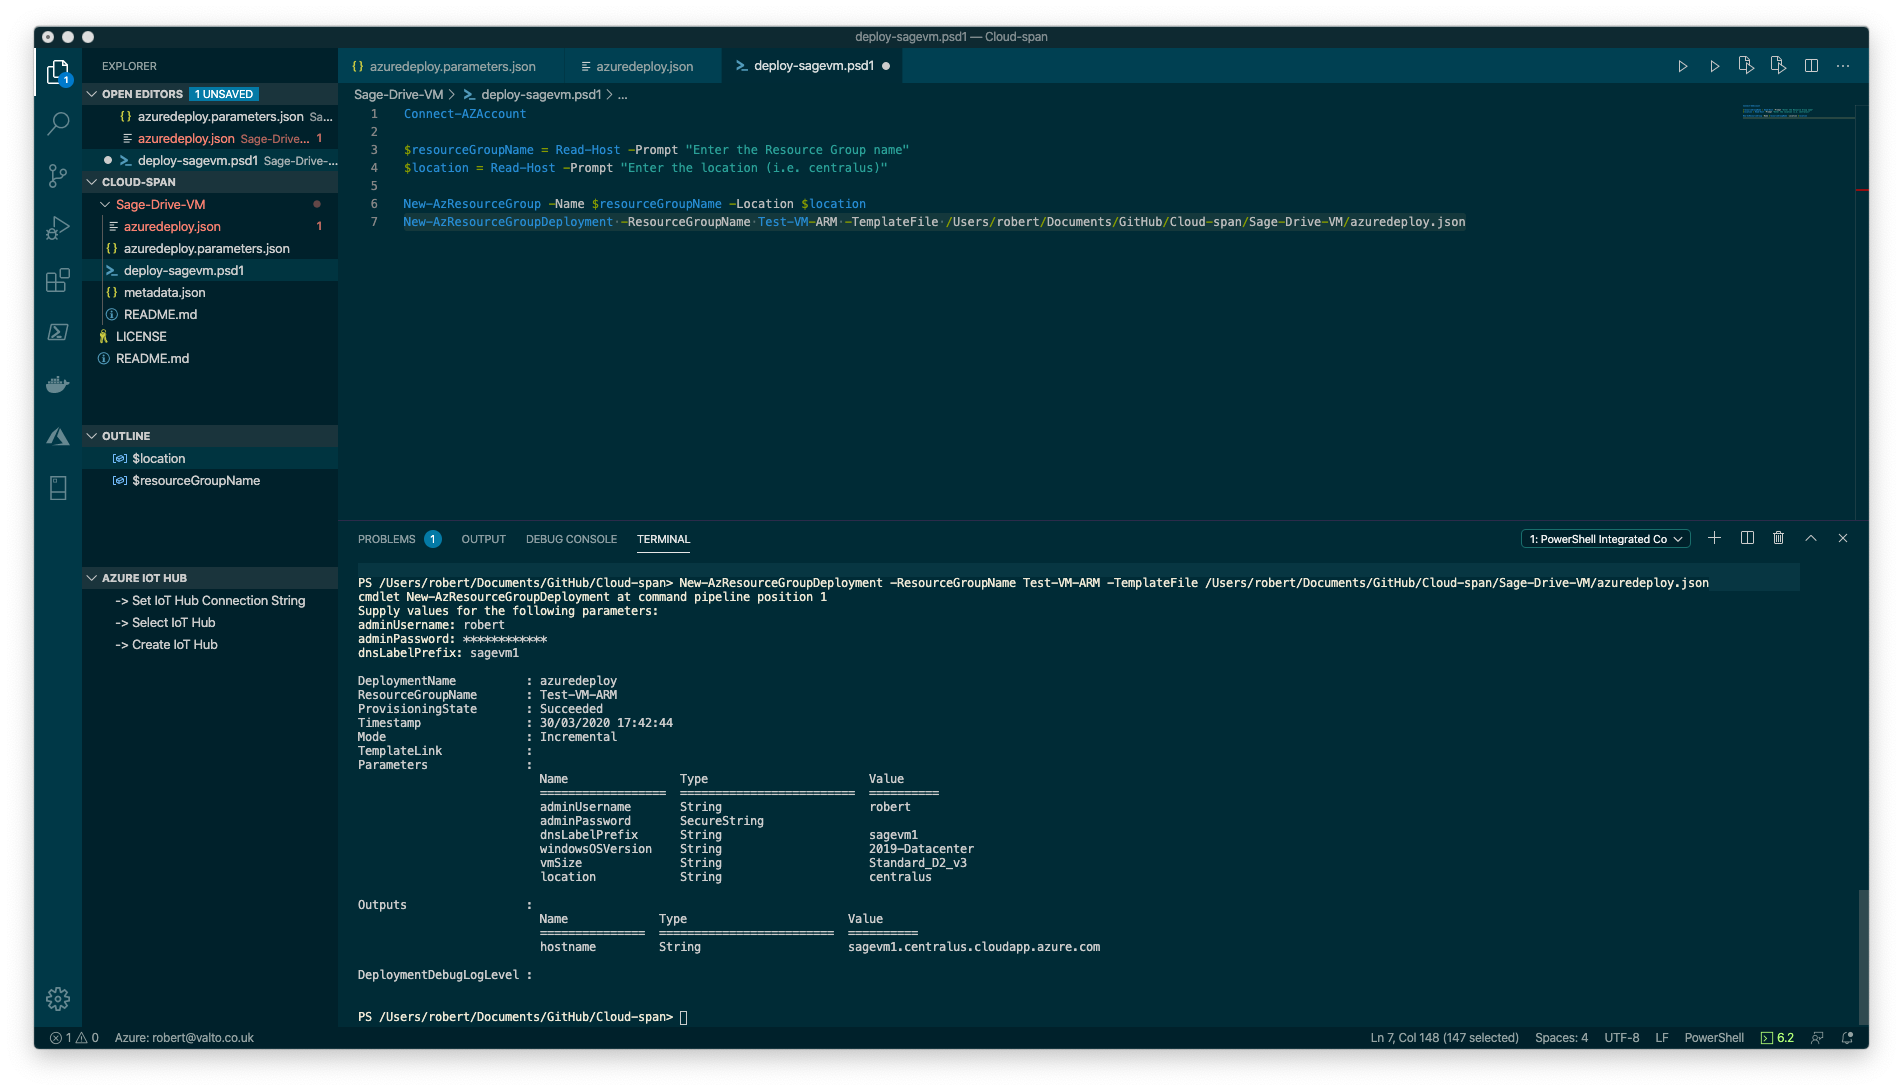 deploy-sagevm.psd1 — Cloud-span
EXPLORER
OPEN EDITORS 1 UNSAVED
azuredeploy.parameters.json Sa...
azuredeploy.json Sage-Drive... 1
deploy-sagevm.psd1 Sage-Drive-...
CLOUD-SPAN
Sage-Drive-VM
azuredeploy.json 1
azuredeploy.parameters.json
deploy-sagevm.psd1
metadata.json
README.md
LICENSE
README.md
OUTLINE
$location
$resourceGroupName
AZURE IOT HUB
-> Set IoT Hub Connection String
-> Select IoT Hub
-> Create IoT Hub
azuredeploy.parameters.json azuredeploy.json deploy-sagevm.psd1
Sage-Drive-VM > deploy-sagevm.psd1 > ...
1 Connect-AZAccount
2
3 $resourceGroupName = Read-Host -Prompt "Enter the Resource Group name"
4 $location = Read-Host -Prompt "Enter the location (i.e. centralus)"
5
6 New-AzResourceGroup -Name $resourceGroupName -Location $location
7 New-AzResourceGroupDeployment -ResourceGroupName Test-VM-ARM -TemplateFile /Users/robert/Documents/GitHub/Cloud-span/Sage-Drive-VM/azuredeploy.json
PROBLEMS 1 OUTPUT DEBUG CONSOLE TERMINAL
1: PowerShell Integrated Co
PS /Users/robert/Documents/GitHub/Cloud-span> New-AzResourceGroupDeployment -ResourceGroupName Test-VM-ARM -TemplateFile /Users/robert/Documents/GitHub/Cloud-span/Sage-Drive-VM/azuredeploy.json
cmdlet New-AzResourceGroupDeployment at command pipeline position 1
Supply values for the following parameters:
adminUsername: robert
adminPassword: ************
dnsLabelPrefix: sagevm1
DeploymentName : azuredeploy
ResourceGroupName : Test-VM-ARM
ProvisioningState : Succeeded
Timestamp : 30/03/2020 17:42:44
Mode : Incremental
TemplateLink :
Parameters :
Name Type Value
================== ========================= ==========
adminUsername String robert
adminPassword SecureString
dnsLabelPrefix String sagevm1
windowsOSVersion String 2019-Datacenter
vmSize String Standard_D2_v3
location String centralus
Outputs :
Name Type Value
=============== ========================= ==========
hostname String sagevm1.centralus.cloudapp.azure.com
DeploymentDebugLogLevel :
PS /Users/robert/Documents/GitHub/Cloud-span>
1 0 Azure: robert@valto.co.uk
Ln 7, Col 148 (147 selected) Spaces: 4 UTF-8 LF PowerShell 6.2